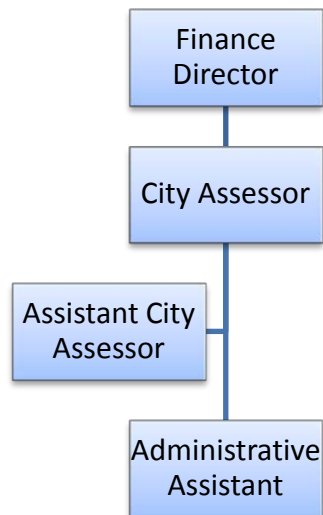 Finance
Director
City Assessor
Assistant City
Assessor
Administrative
Assistant